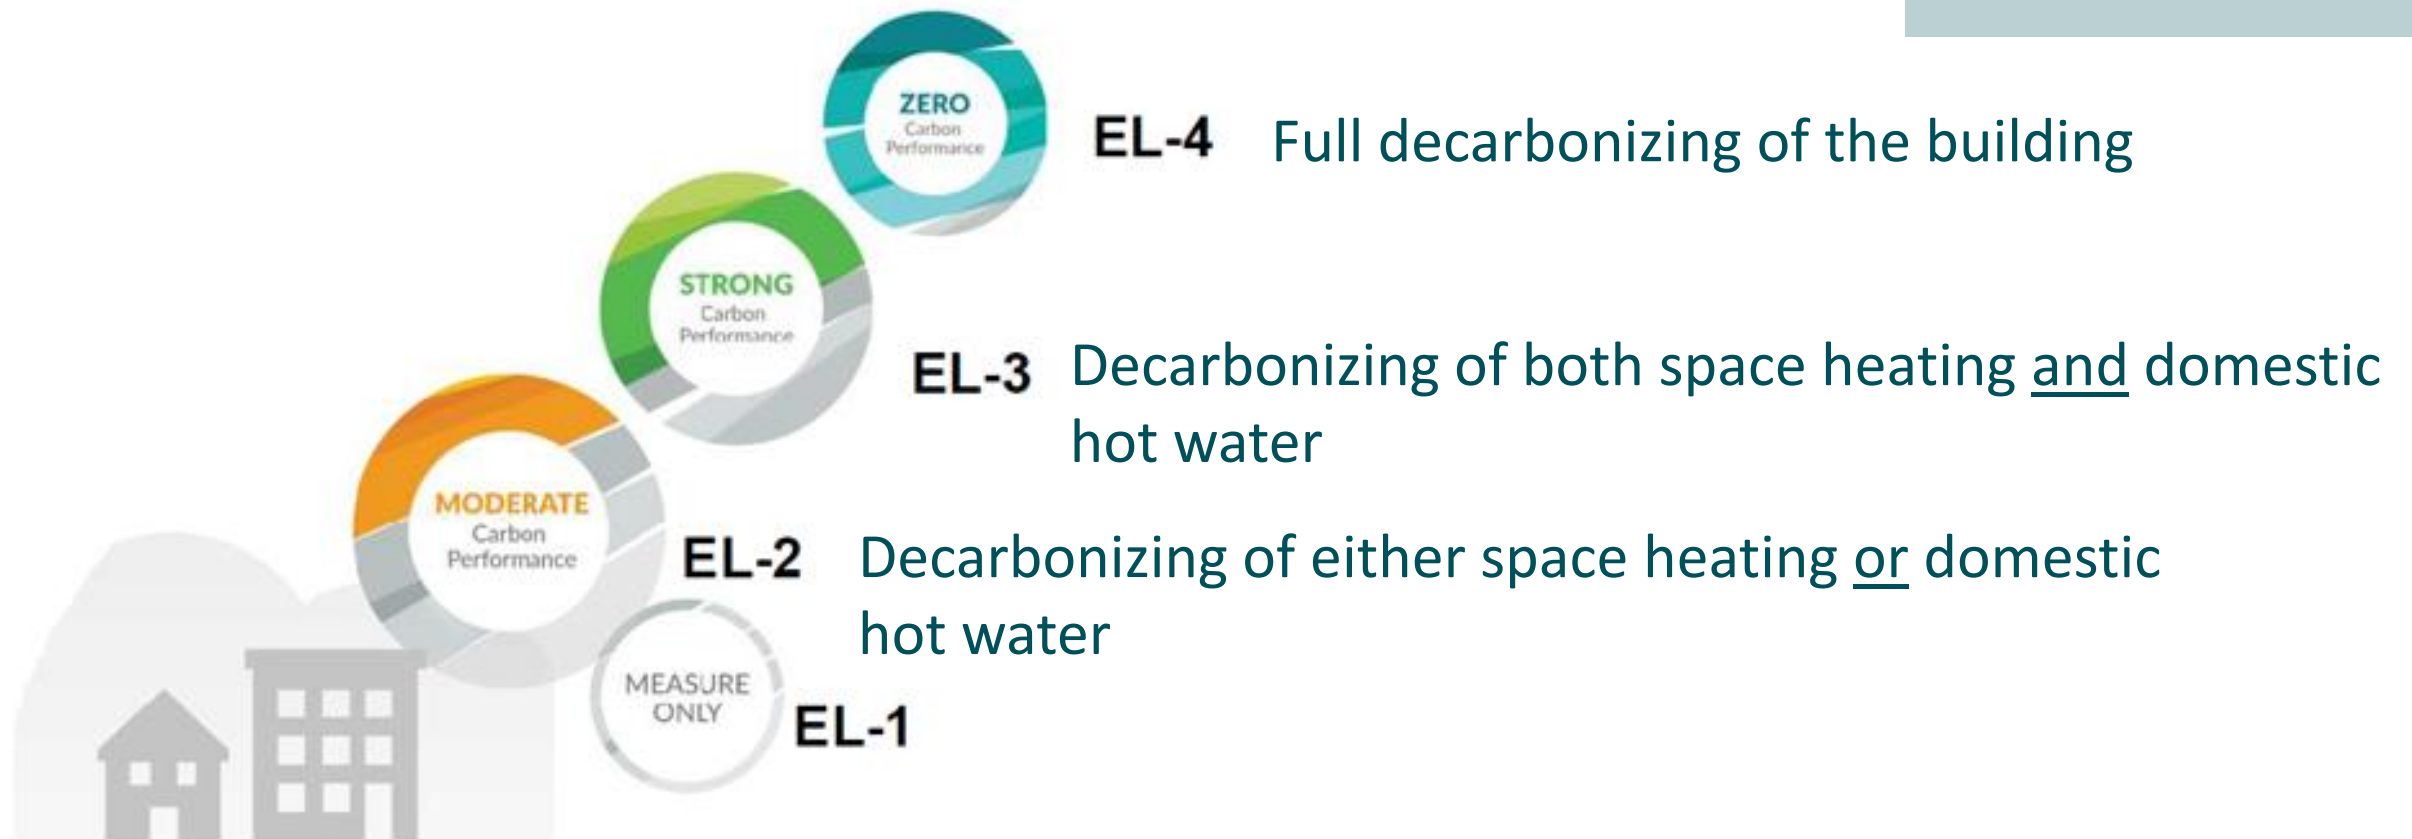 ZERO
Carbon
Performance
EL-4
Full decarbonizing of the building
STRONG
Carbon
Performance
EL-3
Decarbonizing of both space heating and domestic
hot water
MODERATE
Carbon
Performance
EL-2
Decarbonizing of either space heating or domestic
hot water
MEASURE
ONLY
EL-1